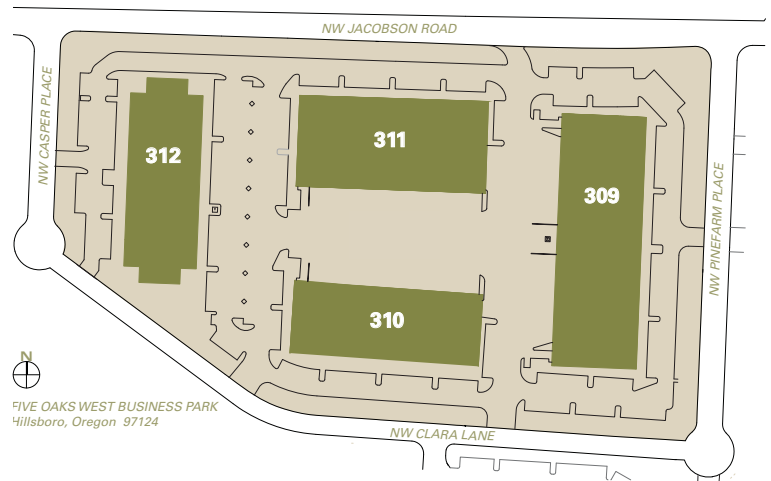 NW JACOBSON ROAD
NW CASPER PLACE
312
311
309
NW PINEFARM PLACE
310
N
FIVE OAKS WEST BUSINESS PARK
Hillsboro, Oregon 97124
NW CLARA LANE